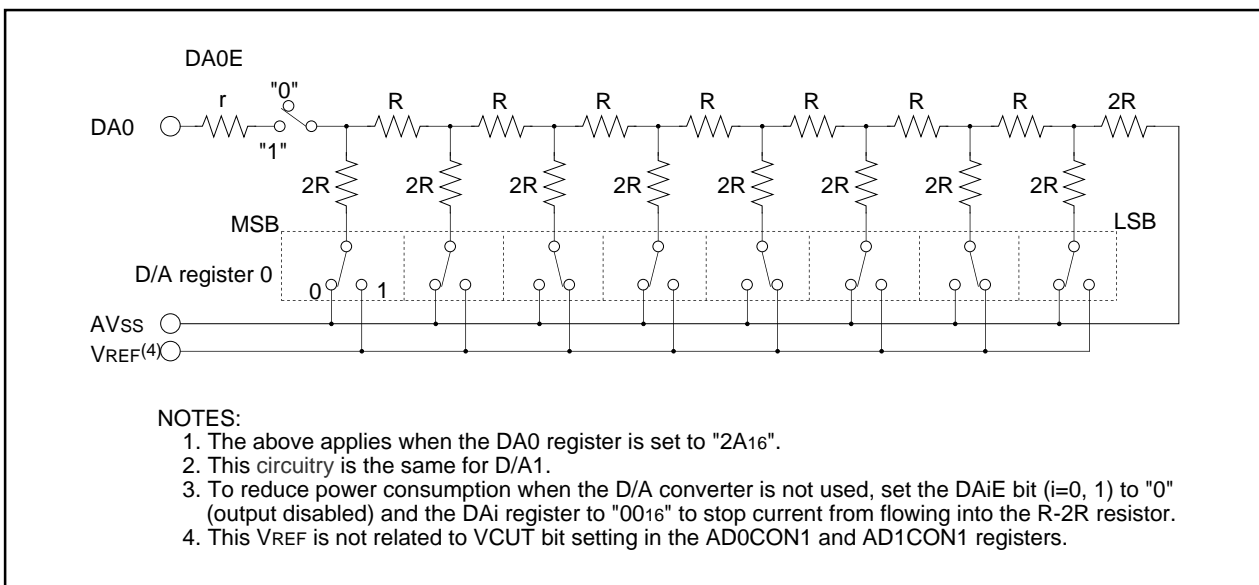 DA0E
r "0" R R R R R R R 2R
DA0
"1"
2R 2R 2R 2R 2R 2R 2R 2R
MSB LSB
D/A register 0
0 1
AVSS
VREF(4)
NOTES:
1. The above applies when the DA0 register is set to "2A16".
2. This circuitry is the same for D/A1.
3. To reduce power consumption when the D/A converter is not used, set the DAiE bit (i=0, 1) to "0"
(output disabled) and the DAi register to "0016" to stop current from flowing into the R-2R resistor.
4. This VREF is not related to VCUT bit setting in the AD0CON1 and AD1CON1 registers.